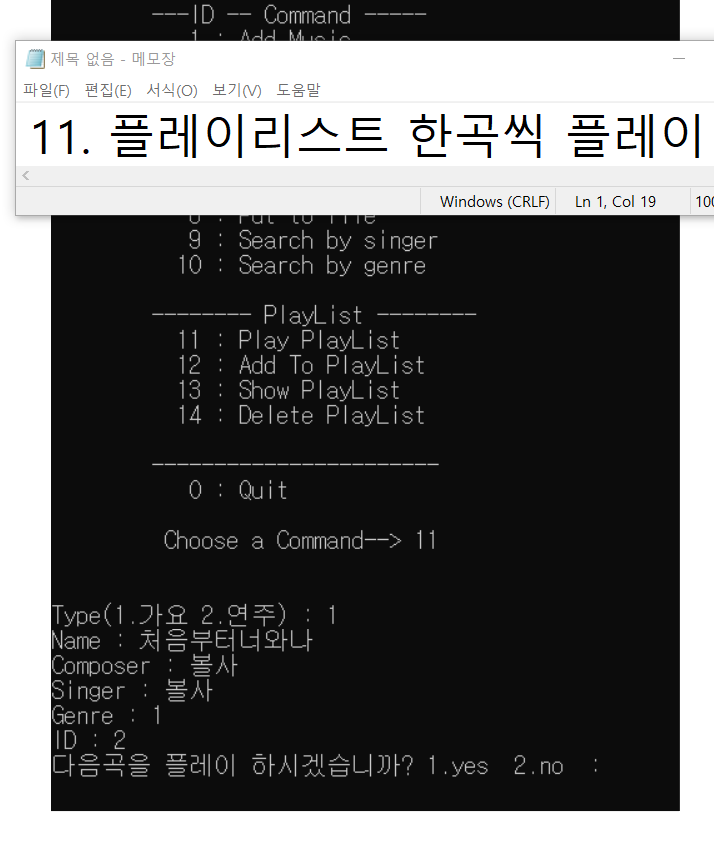 ---ID -- Command -----
1 : Add Music
제목 없음 - 메모장
파일(F) 편집(E) 서식(O) 보기(V) 도움말
11. 플레이리스트 한곡씩 플레이
Windows (CRLF) Ln 1, Col 19 100
8 : Put to file
9 : Search by singer
10 : Search by genre
-------- PlayList --------
11 : Play PlayList
12 : Add To PlayList
13 : Show PlayList
14 : Delete PlayList
-----------------------
0 : Quit
Choose a Command--> 11
Type(1.가요 2.연주) : 1
Name : 처음부터너와나
Composer : 볼사
Singer : 볼사
Genre : 1
ID : 2
다음곡을 플레이 하시겠습니까? 1.yes  2.no  :